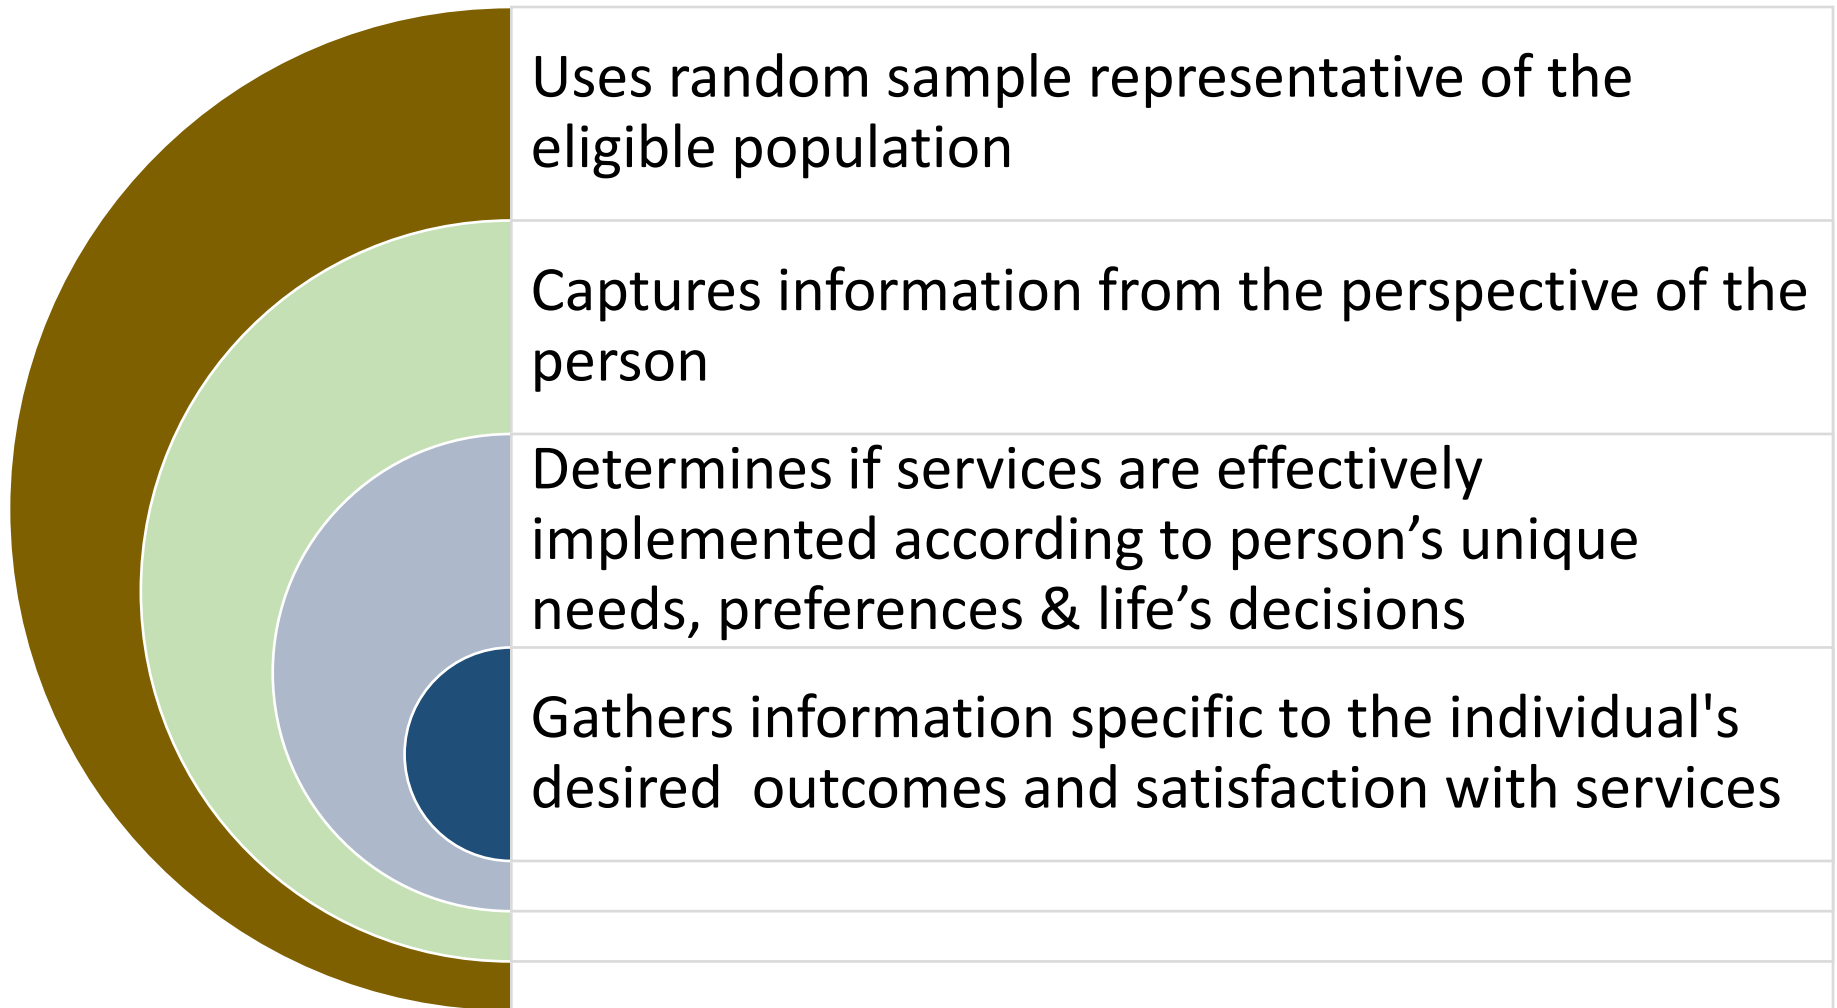 Uses random sample representative of the
eligible population
Captures information from the perspective of the
person
Determines if services are effectively
implemented according to person’s unique
needs, preferences & life’s decisions
Gathers information specific to the individual's
desired  outcomes and satisfaction with services